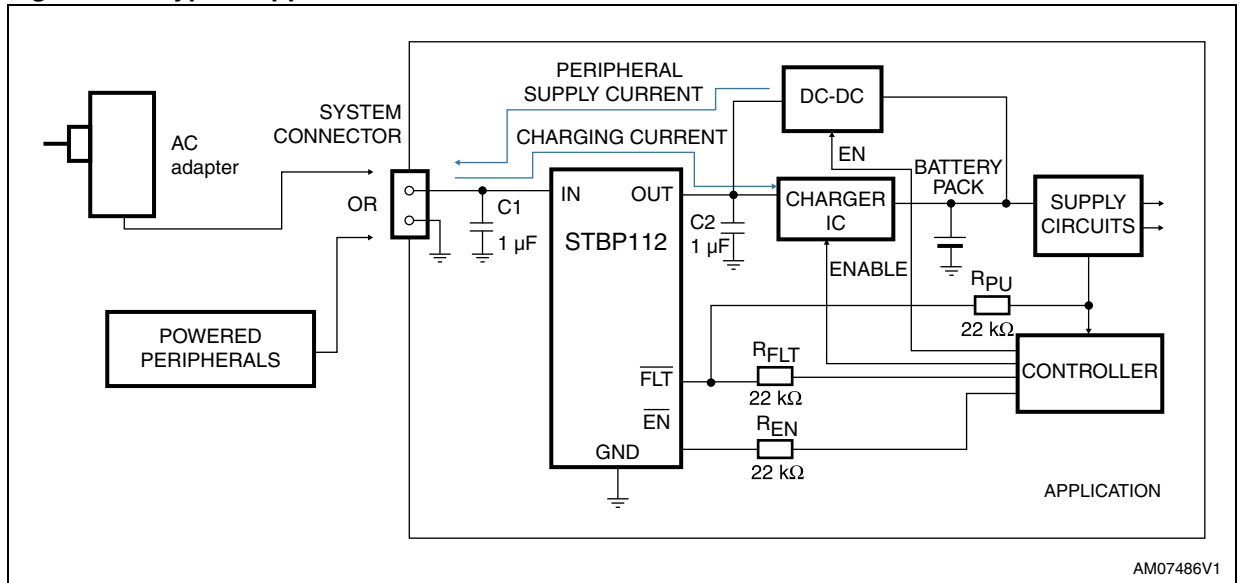 PERIPHERAL
SUPPLY CURRENT
DC-DC
SYSTEM
CONNECTOR
CHARGING CURRENT
AC
adapter
EN
BATTERY
PACK
OR
C1
1 µF
IN
OUT
STBP112
C2
1 µF
CHARGER
IC
SUPPLY
CIRCUITS
ENABLE
RPU
22 kΩ
POWERED
PERIPHERALS
FLT
RFLT
22 kΩ
CONTROLLER
EN
REN
22 kΩ
GND
APPLICATION
AM07486V1